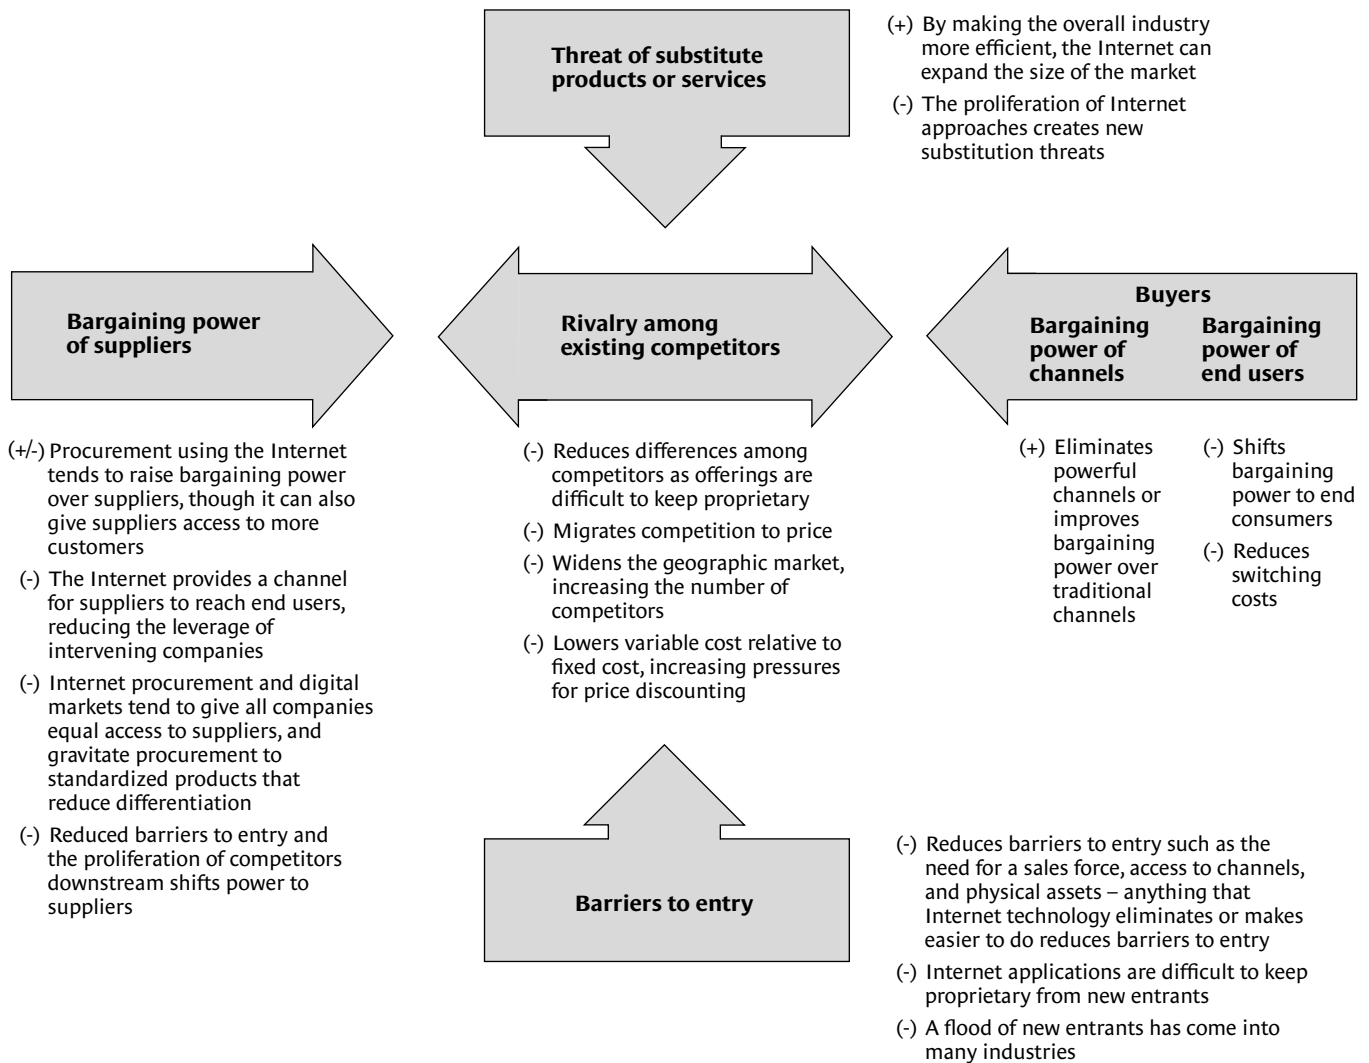 Threat of substitute
products or services
(+) By making the overall industry
more efficient, the Internet can
expand the size of the market
(-) The proliferation of Internet
approaches creates new
substitution threats
Bargaining power
of suppliers
Rivalry among
existing competitors
Buyers
Bargaining
power of
channels
Bargaining
power of
end users
(+/-) Procurement using the Internet
tends to raise bargaining power
over suppliers, though it can also
give suppliers access to more
customers
(-) The Internet provides a channel
for suppliers to reach end users,
reducing the leverage of
intervening companies
(-) Internet procurement and digital
markets tend to give all companies
equal access to suppliers, and
gravitate procurement to
standardized products that
reduce differentiation
(-) Reduced barriers to entry and
the proliferation of competitors
downstream shifts power to
suppliers
(-) Reduces differences among
competitors as offerings are
difficult to keep proprietary
(-) Migrates competition to price
(-) Widens the geographic market,
increasing the number of
competitors
(-) Lowers variable cost relative to
fixed cost, increasing pressures
for price discounting
(+) Eliminates
powerful
channels or
improves
bargaining
power over
traditional
channels
(-) Shifts
bargaining
power to end
consumers
(-) Reduces
switching
costs
Barriers to entry
(-) Reduces barriers to entry such as the
need for a sales force, access to channels,
and physical assets – anything that
Internet technology eliminates or makes
easier to do reduces barriers to entry
(-) Internet applications are difficult to keep
proprietary from new entrants
(-) A flood of new entrants has come into
many industries